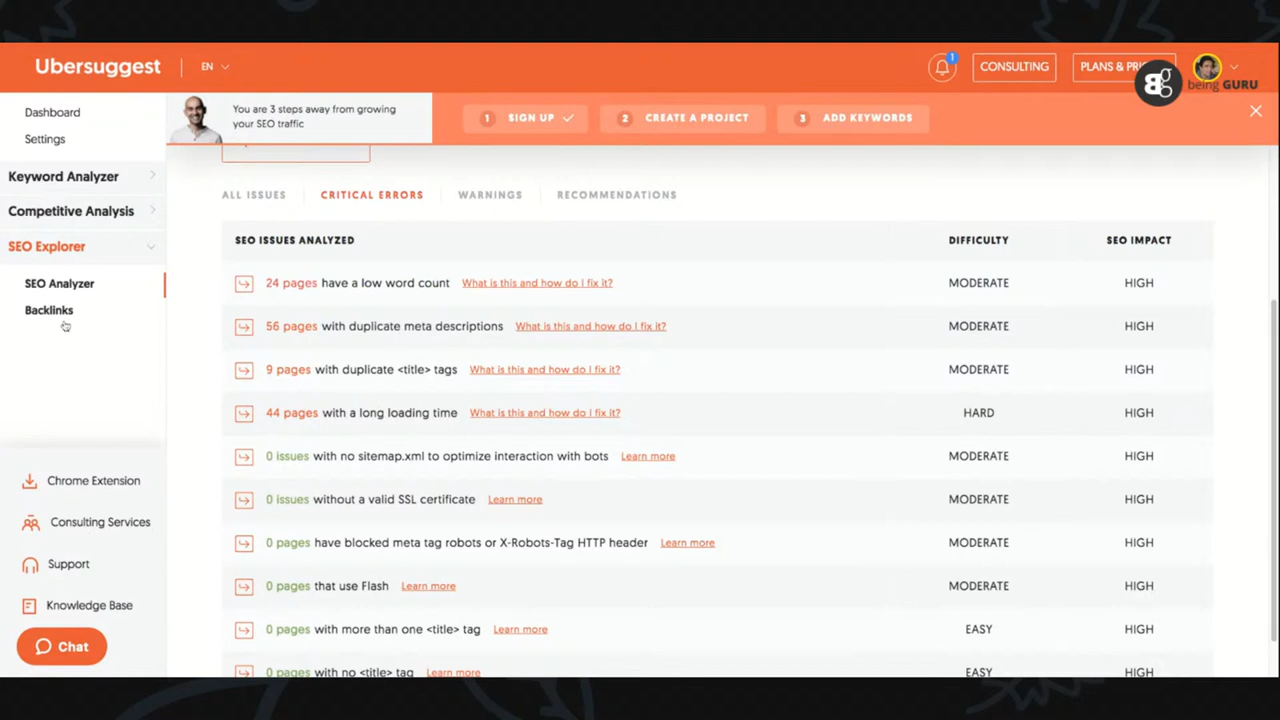 Ubersuggest
EN
1
CONSULTING
PLANS &
being GURU
You are 3 steps away from growing
your SEO traffic
1 SIGN UP
2 CREATE A PROJECT
3 ADD KEYWORDS
Dashboard
Settings
Keyword Analyzer
Competitive Analysis
SEO Explorer
SEO Analyzer
Backlinks
Chrome Extension
Consulting Services
Support
Knowledge Base
Chat
ALL ISSUES CRITICAL ERRORS WARNINGS RECOMMENDATIONS
SEO ISSUES ANALYZED DIFFICULTY SEO IMPACT
24 pages have a low word count What is this and how do I fix it? MODERATE HIGH
56 pages with duplicate meta descriptions What is this and how do I fix it? MODERATE HIGH
9 pages with duplicate <title> tags What is this and how do I fix it? MODERATE HIGH
44 pages with a long loading time What is this and how do I fix it? HARD HIGH
0 issues with no sitemap.xml to optimize interaction with bots Learn more MODERATE HIGH
0 issues without a valid SSL certificate Learn more MODERATE HIGH
0 pages have blocked meta tag robots or X-Robots-Tag HTTP header Learn more MODERATE HIGH
0 pages that use Flash Learn more MODERATE HIGH
0 pages with more than one <title> tag Learn more EASY HIGH
0 pages with no <title> tag Learn more EASY HIGH